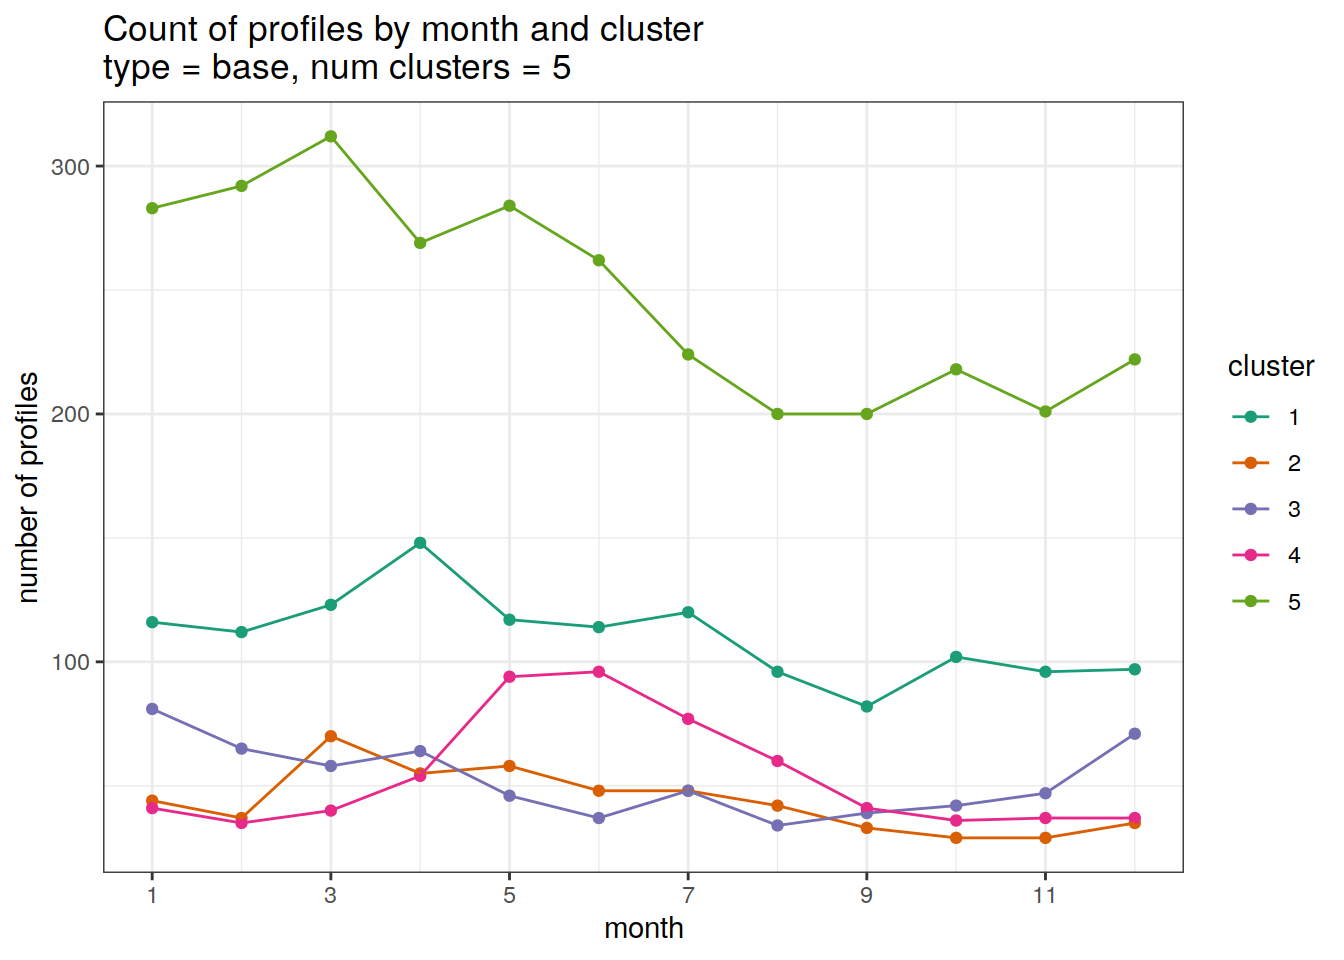 Count of profiles by month and cluster
type = base, num clusters = 5
300
200
100
number of profiles
1 3 5 7 9 11
month
cluster
1
2
3
4
5